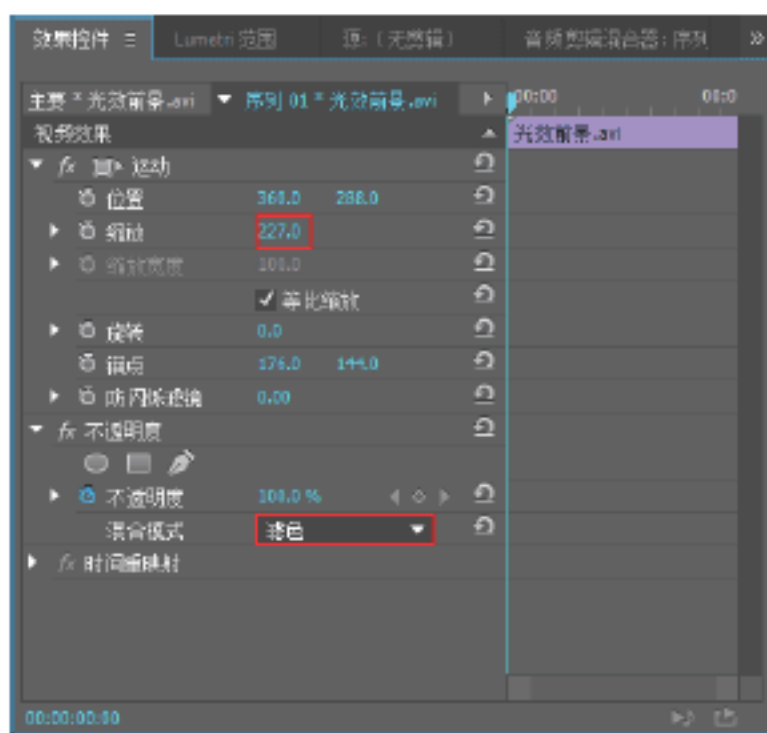 效果控件 Lumetri 范围 源:（无剪辑） 音频剪辑混合器: 序列
主要 * 光效前景.avi 序列 01 * 光效前景.avi 00:00 00:0
视频效果 光效前景.avi
fx 运动
位置 360.0 288.0
缩放 227.0
缩放宽度 100.0
等比缩放
旋转 0.0
锚点 176.0 144.0
防闪烁滤镜 0.00
fx 不透明度
不透明度 100.0 %
混合模式 滤色
fx 时间重映射
00:00:00:00